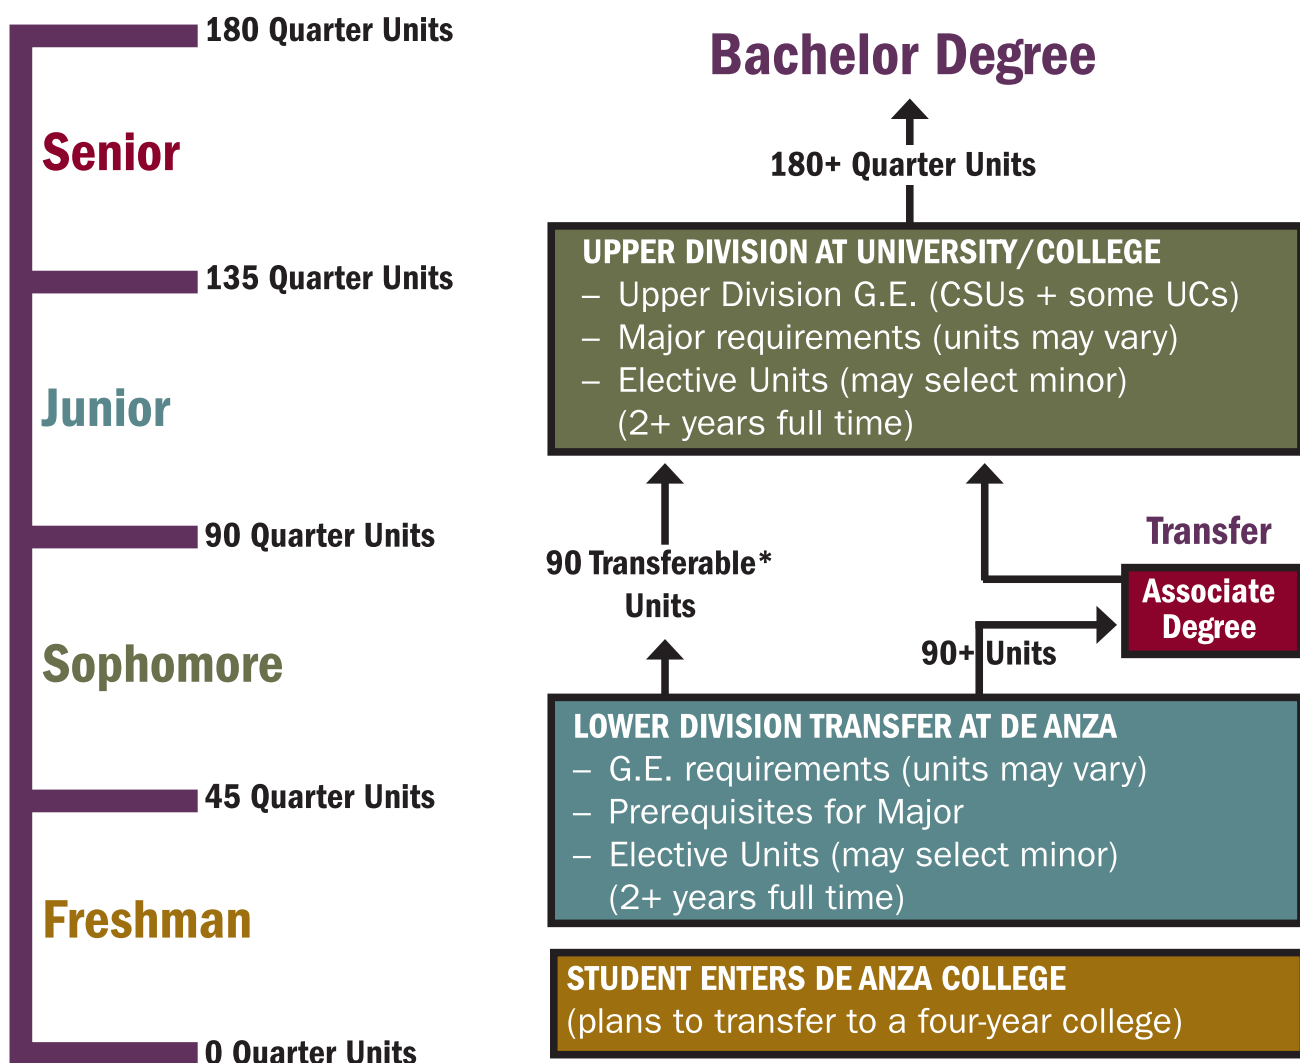 180 Quarter Units
Senior
135 Quarter Units
Junior
90 Quarter Units
Sophomore
45 Quarter Units
Freshman
0 Quarter Units
Bachelor Degree
180+ Quarter Units
UPPER DIVISION AT UNIVERSITY/COLLEGE
– Upper Division G.E. (CSUs + some UCs)
– Major requirements (units may vary)
– Elective Units (may select minor)
(2+ years full time)
90 Transferable*
Units
Transfer
Associate
Degree
90+ Units
LOWER DIVISION TRANSFER AT DE ANZA
– G.E. requirements (units may vary)
– Prerequisites for Major
– Elective Units (may select minor)
(2+ years full time)
STUDENT ENTERS DE ANZA COLLEGE
(plans to transfer to a four-year college)